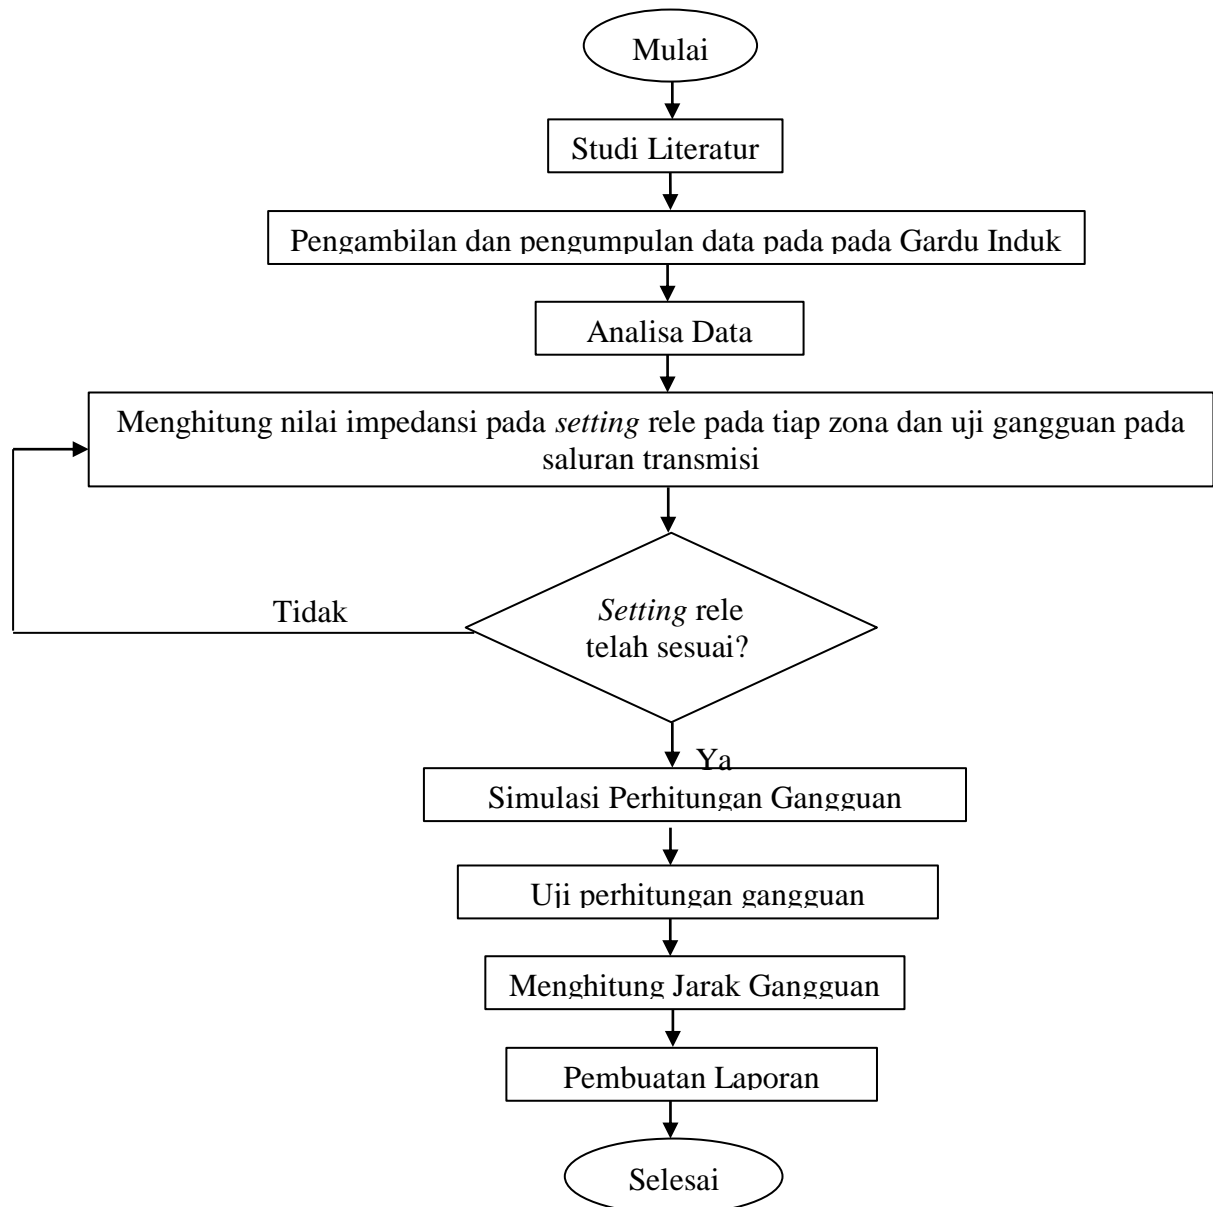 Mulai
Studi Literatur
Pengambilan dan pengumpulan data pada pada Gardu Induk
Analisa Data
Menghitung nilai impedansi pada setting rele pada tiap zona dan uji gangguan pada
saluran transmisi
Tidak
Setting rele
telah sesuai?
Ya
Simulasi Perhitungan Gangguan
Uji perhitungan gangguan
Menghitung Jarak Gangguan
Pembuatan Laporan
Selesai